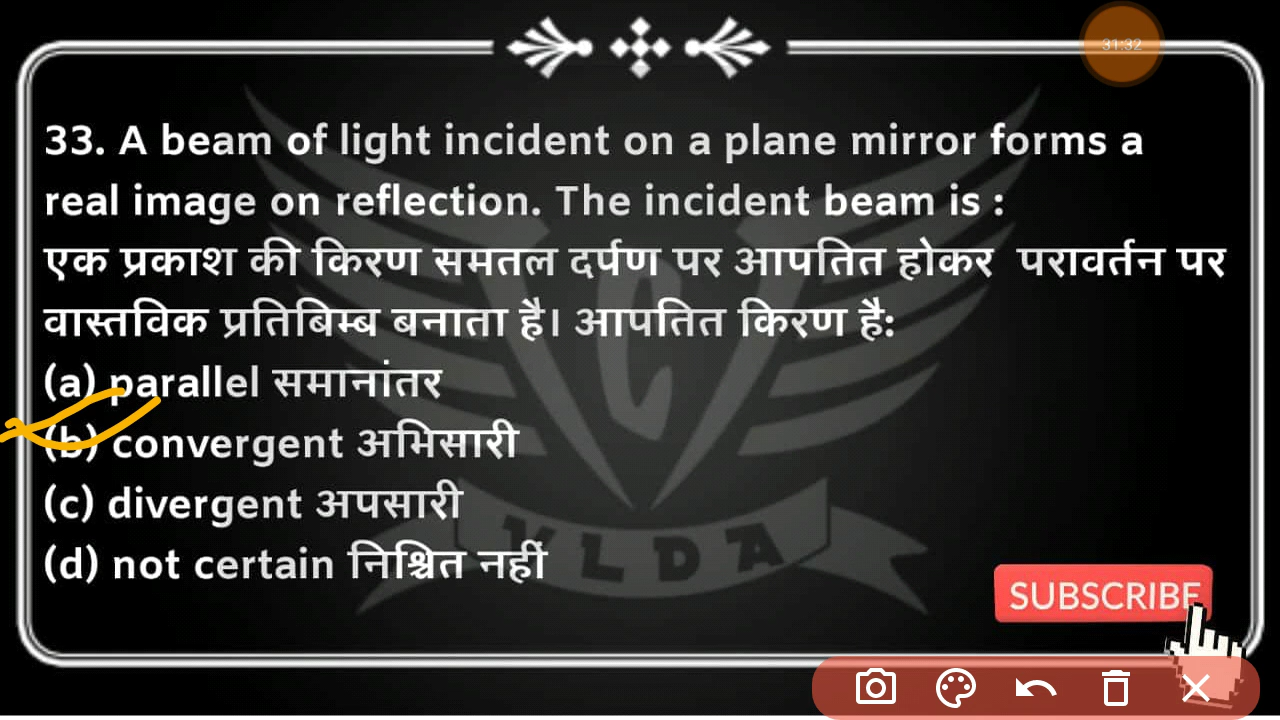 31:32
33. A beam of light incident on a plane mirror forms a
real image on reflection. The incident beam is :
एक प्रकाश की किरण समतल दर्पण पर आपतित होकर परावर्तन पर
वास्तविक प्रतिबिम्ब बनाता है। आपतित किरण है:
(a) parallel समानांतर
(b) convergent अभिसारी
(c) divergent अपसारी
(d) not certain निश्चित नहीं
VLDA
SUBSCRIBE